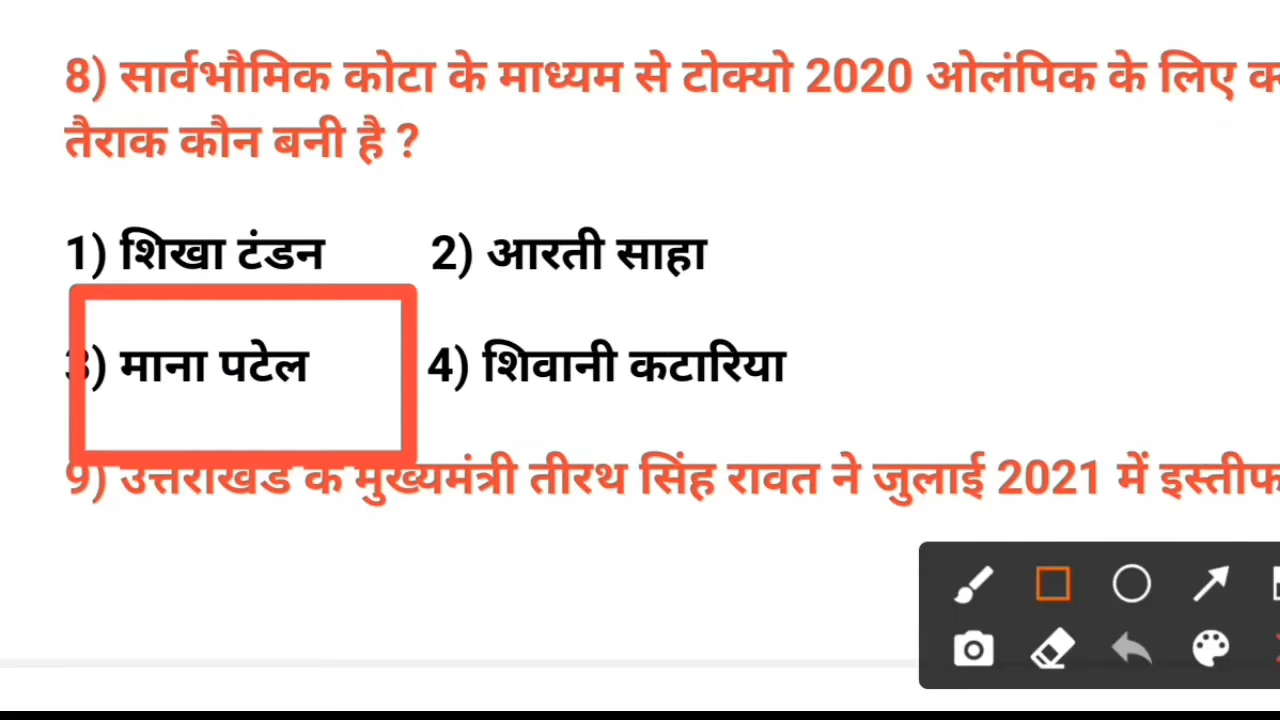 8) सार्वभौमिक कोटा के माध्यम से टोक्यो 2020 ओलंपिक के लिए
तैराक कौन बनी है ?
1) शिखा टंडन 2) आरती साहा
3) माना पटेल 4) शिवानी कटारिया
9) उत्तराखंड के मुख्यमंत्री तीरथ सिंह रावत ने जुलाई 2021 में